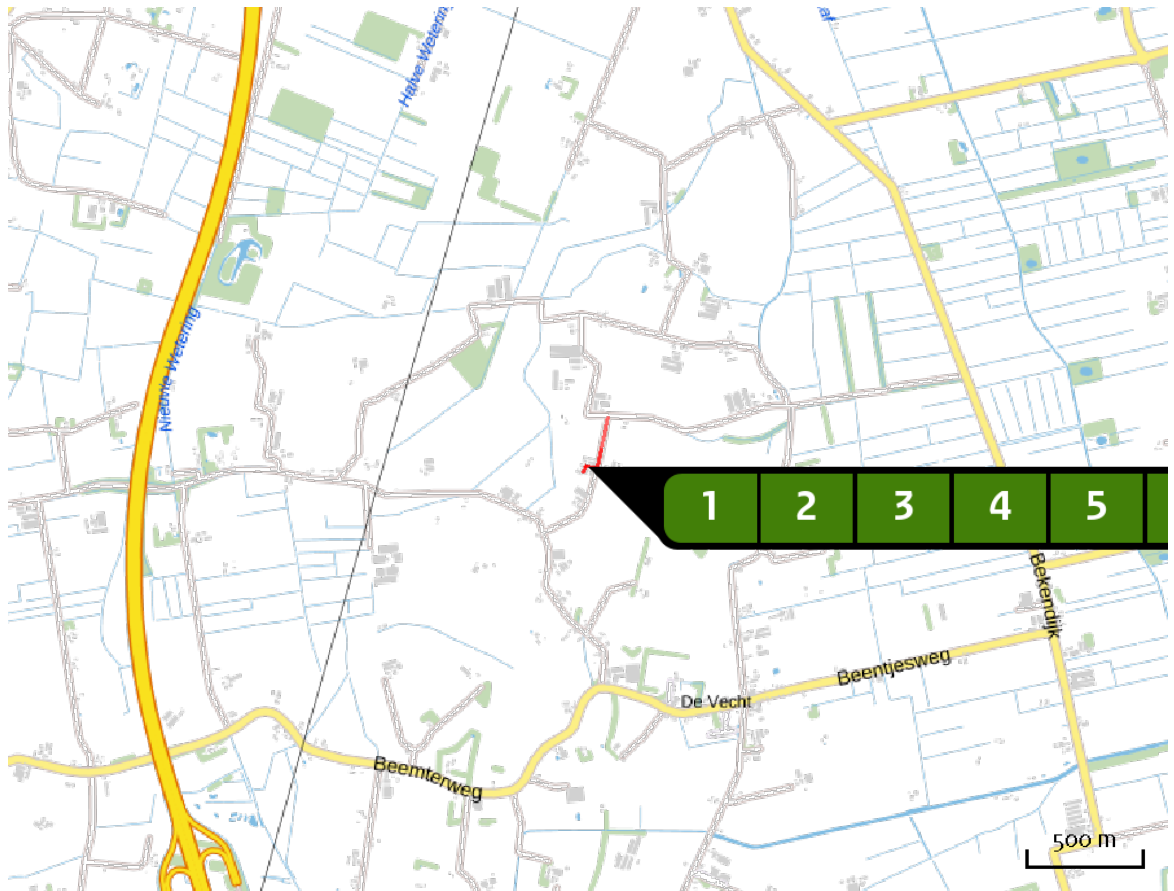 Halve Wetering
Nieuwe Wetering
1 2 3 4 5
Bekendijk
Beentjesweg
De Vecht
Beemterweg
500 m